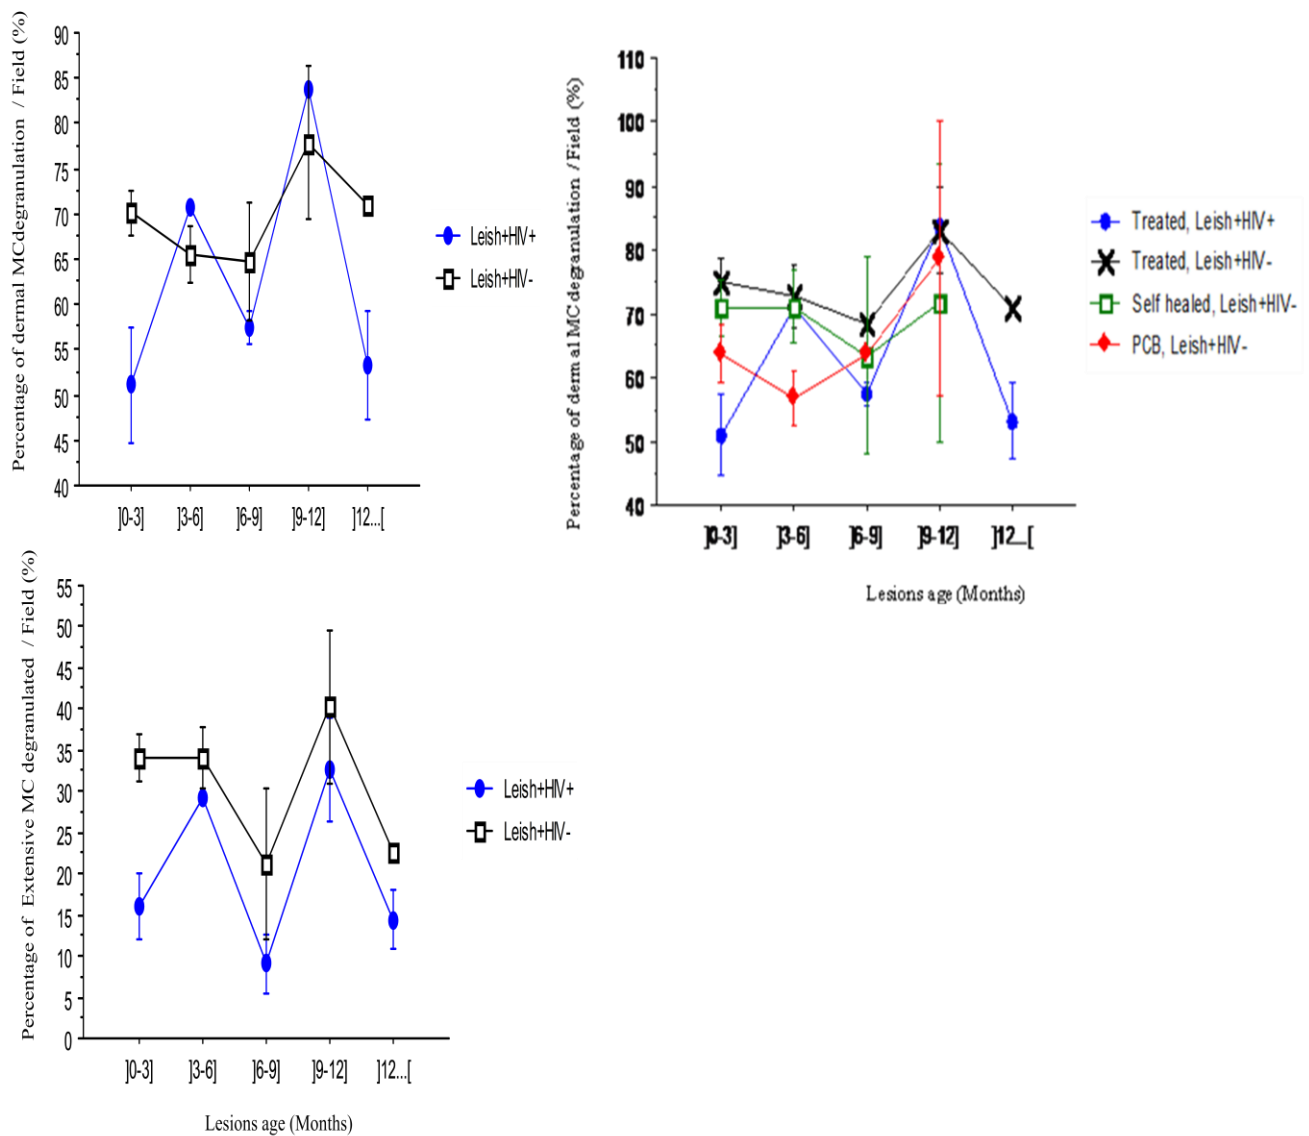 Percentage of dermal MCdegranulation / Field (%)
90
85
80
75
70
65
60
55
50
45
40
]0-3] ]3-6] ]6-9] ]9-12] ]12...[
Leish+HIV+
Leish+HIV-
Percentage of derm al MC degranulation / Field (%)
110
100
90
80
70
60
50
40
]0-3] ]3-6] ]6-9] ]9-12] ]12...[
Lesions age (Months)
Treated, Leish+HIV+
Treated, Leish+HIV-
Self healed, Leish+HIV-
PCB, Leish+HIV-
Percentage of Extensive MC degranulated / Field (%)
55
50
45
40
35
30
25
20
15
10
5
0
]0-3] ]3-6] ]6-9] ]9-12] ]12...[
Lesions age (Months)
Leish+HIV+
Leish+HIV-